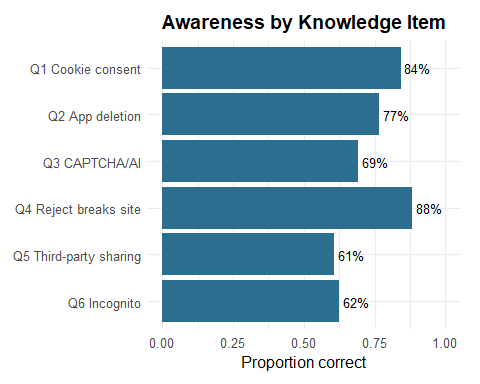 Awareness by Knowledge Item
Q1 Cookie consent 84%
Q2 App deletion 77%
Q3 CAPTCHA/AI 69%
Q4 Reject breaks site 88%
Q5 Third-party sharing 61%
Q6 Incognito 62%
0.00 0.25 0.50 0.75 1.00
Proportion correct